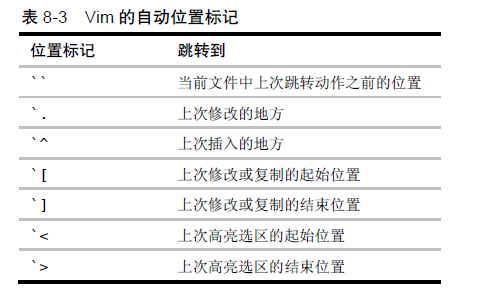 表 8-3 Vim 的自动位置标记
位置标记 跳转到
`` 当前文件中上次跳转动作之前的位置
`. 上次修改的地方
`^ 上次插入的地方
`[ 上次修改或复制的起始位置
`] 上次修改或复制的结束位置
`< 上次高亮选区的起始位置
`> 上次高亮选区的结束位置